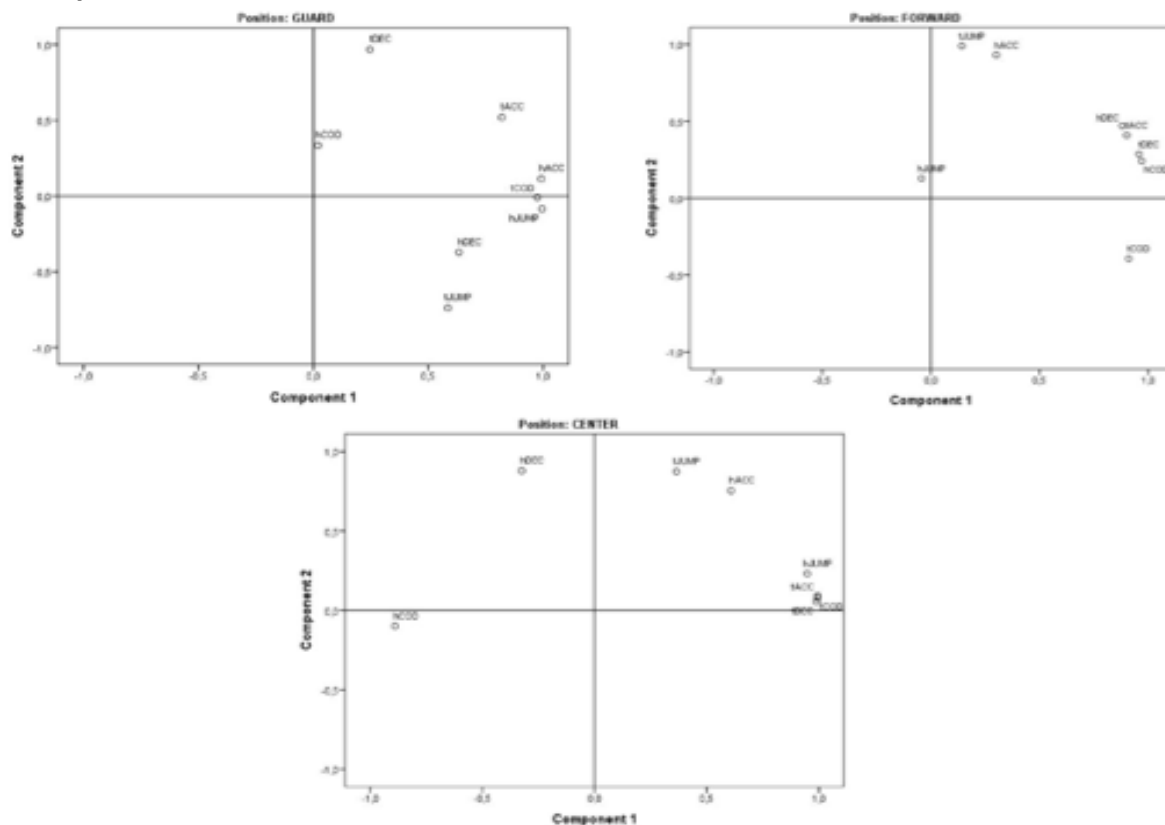 Position: GUARD
1,0
0,5
0,0
-0,5
-1,0
Component 2
tDEC
tACC
hCOD
hACC
tCOD
hJUMP
hDEC
tJUMP
-1,0
-0,5
0,0
0,5
1,0
Component 1
Position: FORWARD
1,0
0,5
0,0
-0,5
-1,0
Component 2
tJUMP
hACC
hDEC
tACC
tDEC
hCOD
hJUMP
tCOD
-1,0
-0,5
0,0
0,5
1,0
Component 1
Position: CENTER
1,0
0,5
0,0
-0,5
-1,0
Component 2
hDEC
tJUMP
hACC
hJUMP
tACC
tCOD
tDEC
hCOD
-1,0
-0,5
0,0
0,5
1,0
Component 1